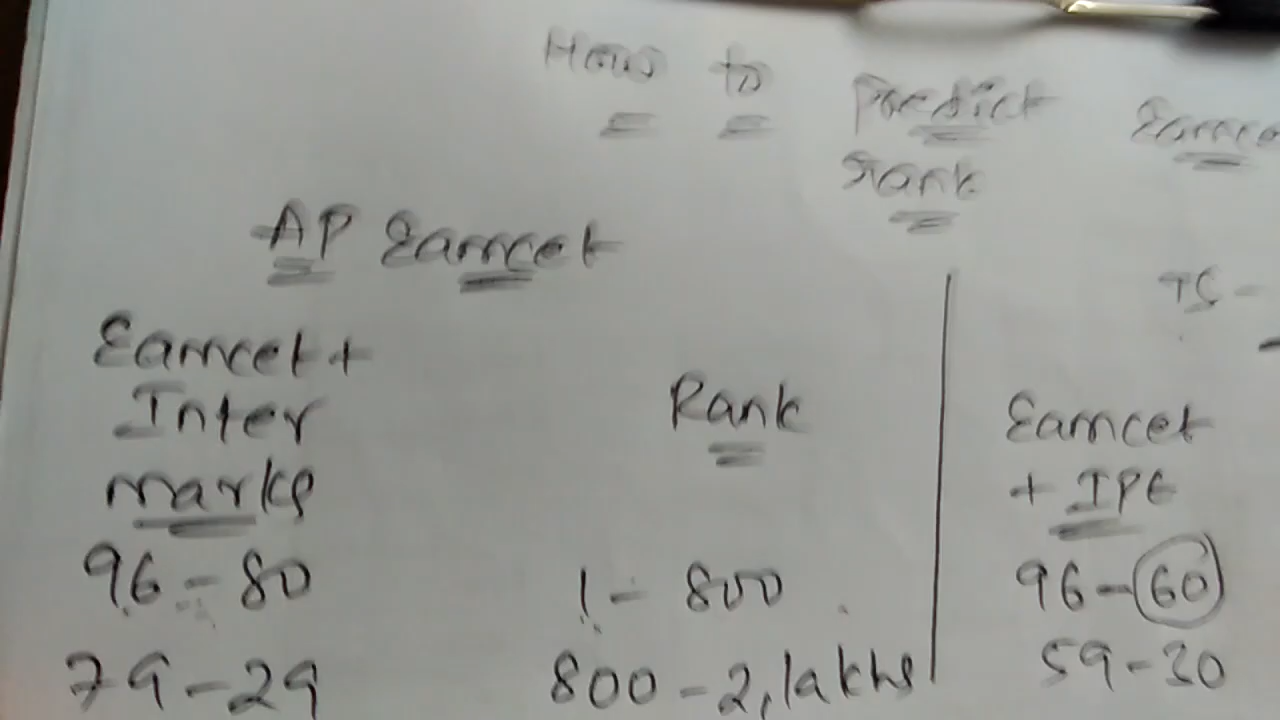 How to Predict Eamce
rank
AP Eamcet
TS -
Eamcet +
Inter
marks
Rank
Eamcet
+ IPE
96 - 80
1 - 800
96 - 60
79 - 29
800 - 2, lakhs
59 - 30